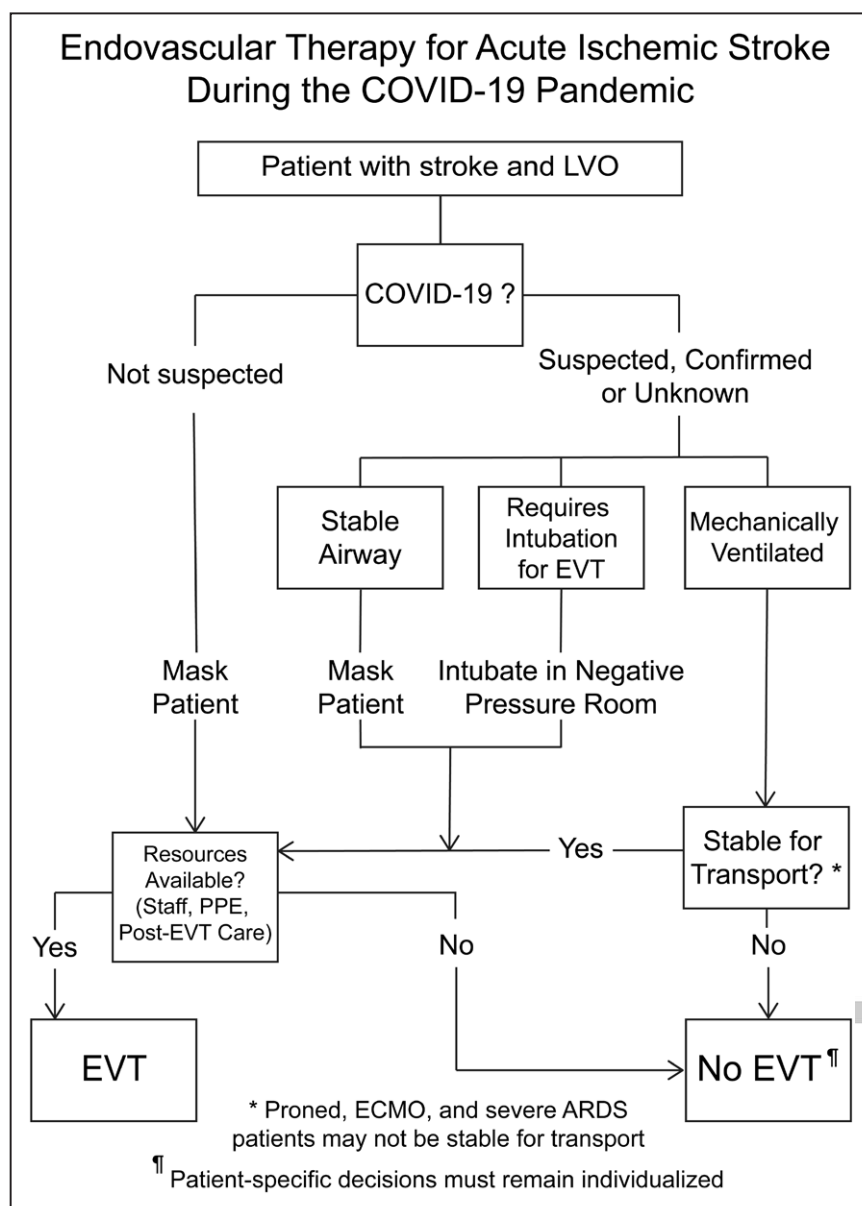 Endovascular Therapy for Acute Ischemic Stroke
During the COVID-19 Pandemic
Patient with stroke and LVO
COVID-19 ?
Not suspected
Suspected, Confirmed
or Unknown
Stable
Airway
Requires
Intubation
for EVT
Mechanically
Ventilated
Mask
Patient
Mask
Patient
Intubate in Negative
Pressure Room
Resources
Available?
(Staff, PPE,
Post-EVT Care)
Yes
Stable for
Transport? *
Yes
No
No
EVT
No EVT ¶
* Proned, ECMO, and severe ARDS
patients may not be stable for transport
¶ Patient-specific decisions must remain individualized